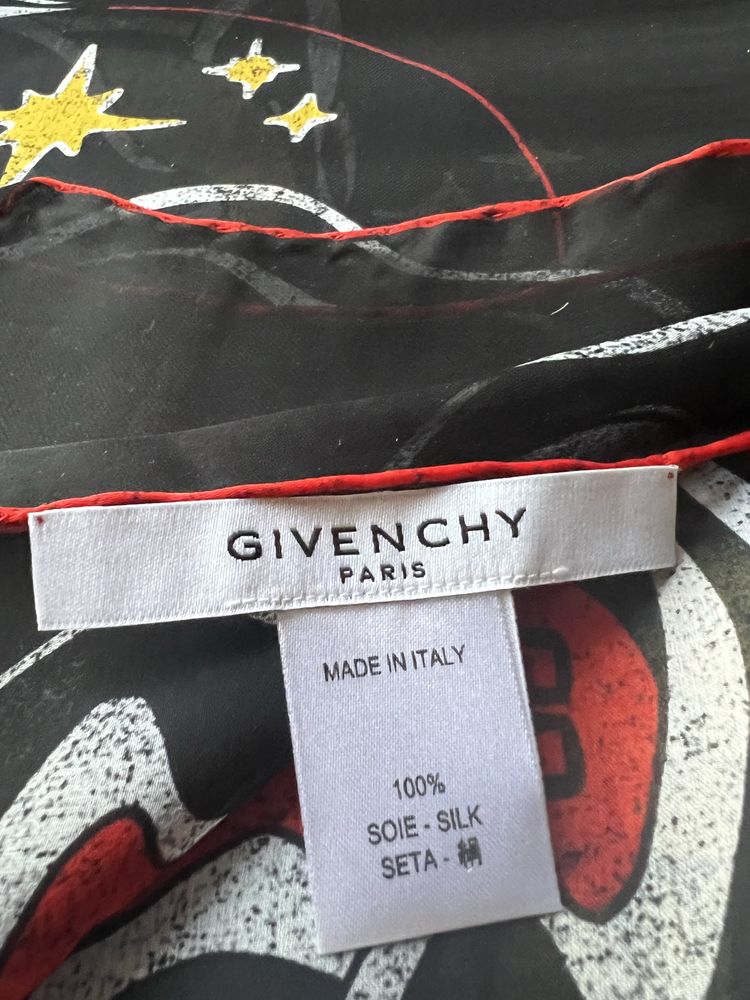 GIVENCHY
PARIS
MADE IN ITALY
100%
SOIE - SILK
SETA - 絹